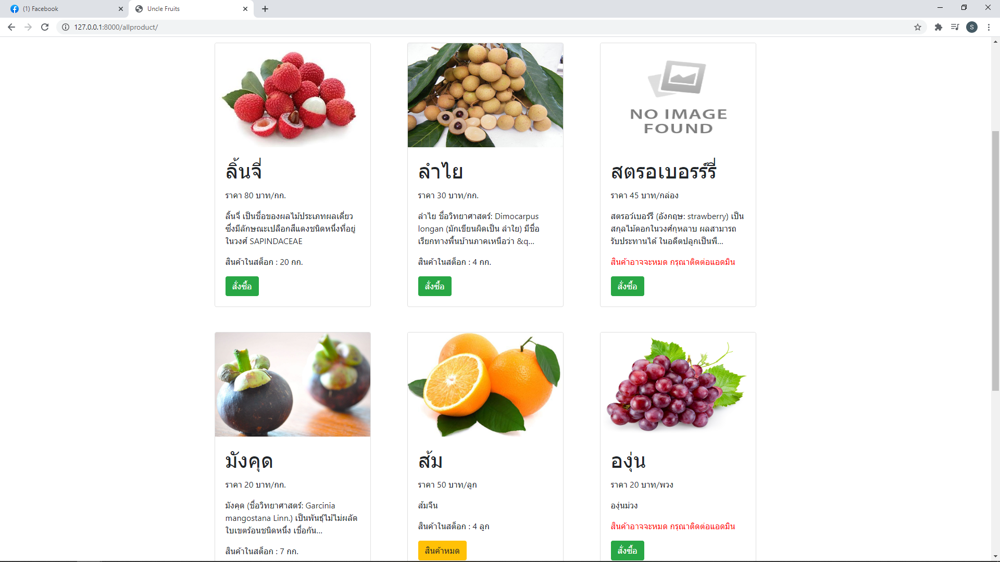 (1) Facebook
Uncle Fruits
127.0.0.1:8000/allproduct/
S
ลิ้นจี่
ราคา 80 บาท/กก.
ลิ้นจี่ เป็นชื่อของผลไม้ประเภทผลเดี่ยว
ซึ่งมีลักษณะเปลือกสีแดงชนิดหนึ่งที่อยู่
ในวงศ์ SAPINDACEAE
สินค้าในสต็อก : 20 กก.
สั่งซื้อ
ลำไย
ราคา 30 บาท/กก.
ลำไย ชื่อวิทยาศาสตร์: Dimocarpus
longan (มักเขียนผิดเป็น ลำใย) มีชื่อ
เรียกทางพื้นบ้านภาคเหนือว่า &q...
สินค้าในสต็อก : 4 กก.
สั่งซื้อ
NO IMAGE
FOUND
สตรอเบอรร์รี่
ราคา 45 บาท/กล่อง
สตรอว์เบอร์รี (อังกฤษ: strawberry) เป็น
สกุลไม้ดอกในวงศ์กุหลาบ ผลสามารถ
รับประทานได้ ในอดีตปลูกเป็นพื...
สินค้าอาจจะหมด กรุณาติดต่อแอดมิน
สั่งซื้อ
มังคุด
ราคา 20 บาท/กก.
มังคุด (ชื่อวิทยาศาสตร์: Garcinia
mangostana Linn.) เป็นพันธุ์ไม้ไม่ผลัด
ใบเขตร้อนชนิดหนึ่ง เชื่อกัน...
สินค้าในสต็อก : 7 กก.
ส้ม
ราคา 50 บาท/ลูก
ส้มจีน
สินค้าในสต็อก : 4 ลูก
สินค้าหมด
องุ่น
ราคา 20 บาท/พวง
องุ่นม่วง
สินค้าอาจจะหมด กรุณาติดต่อแอดมิน
สั่งซื้อ